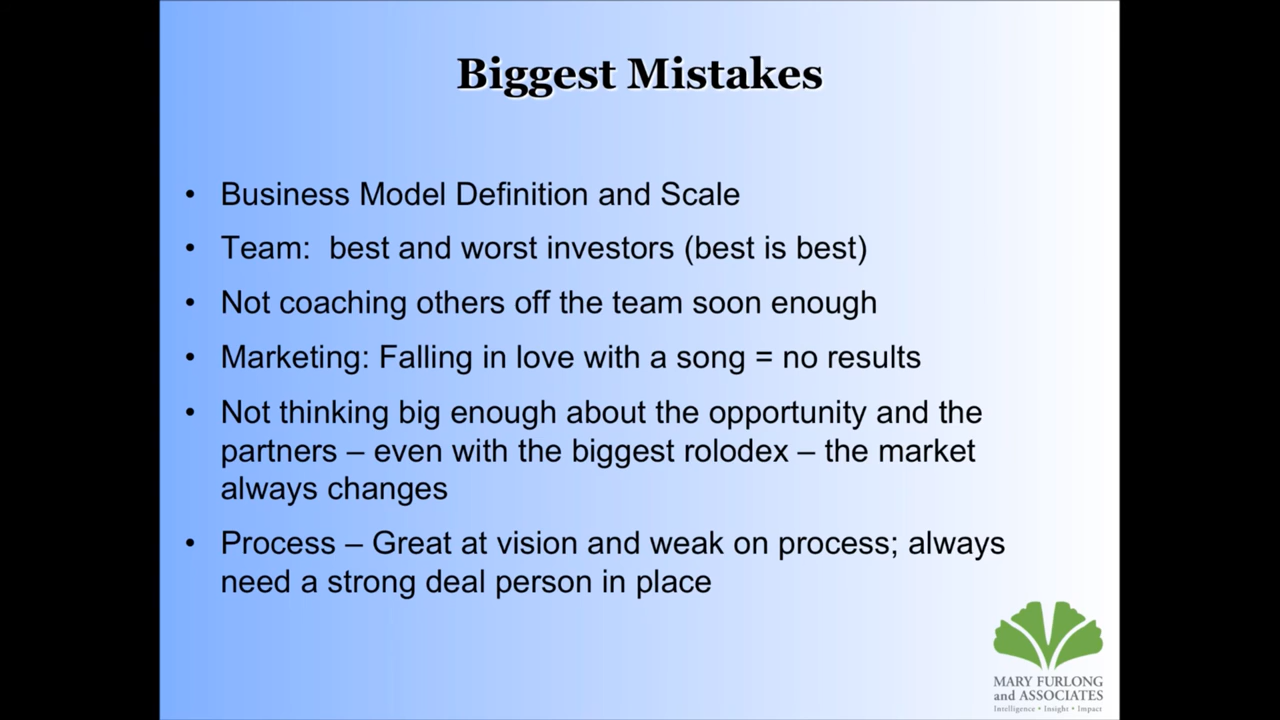 Biggest Mistakes
• Business Model Definition and Scale
• Team:  best and worst investors (best is best)
• Not coaching others off the team soon enough
• Marketing: Falling in love with a song = no results
• Not thinking big enough about the opportunity and the
partners – even with the biggest rolodex – the market
always changes
• Process – Great at vision and weak on process; always
need a strong deal person in place
MARY FURLONG
and ASSOCIATES
Intelligence • Insight • Impact